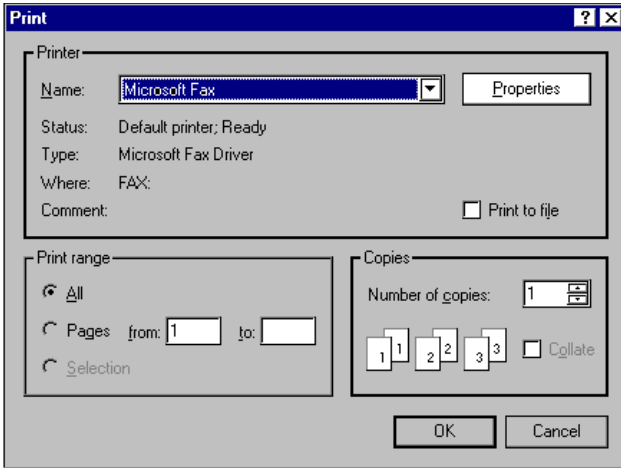 Print
Printer
Name: Microsoft Fax Properties
Status: Default printer; Ready
Type: Microsoft Fax Driver
Where: FAX:
Comment: Print to file
Print range
All
Pages from: 1 to:
Selection
Copies
Number of copies: 1
1 1 2 2 3 3 Collate
OK Cancel